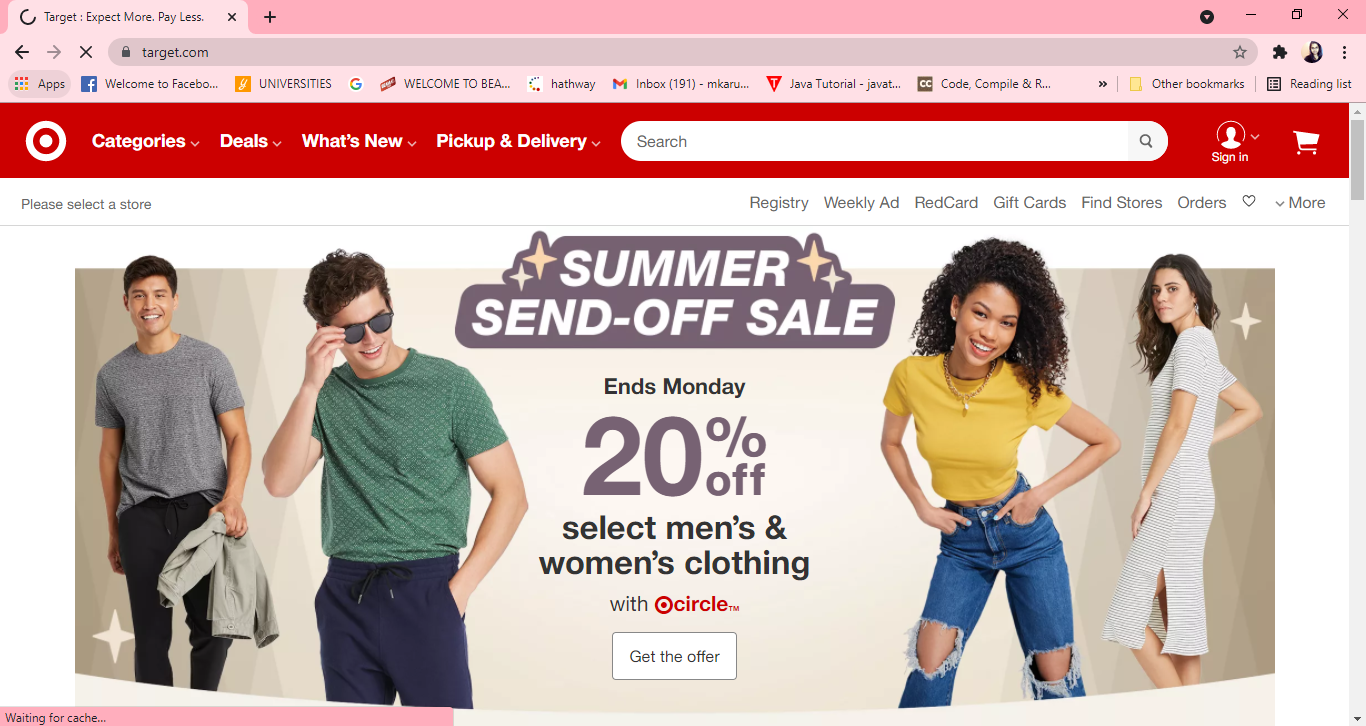 Target : Expect More. Pay Less.
target.com
Apps
Welcome to Facebo...
UNIVERSITIES
WELCOME TO BEA...
hathway
Inbox (191) - mkaru...
Java Tutorial - javat...
Code, Compile & R...
»
Other bookmarks
Reading list
Categories
Deals
What's New
Pickup & Delivery
Search
Sign in
Please select a store
Registry
Weekly Ad
RedCard
Gift Cards
Find Stores
Orders
More
SUMMER
SEND-OFF SALE
Ends Monday
20% off
select men's &
women's clothing
with circle™
Get the offer
Waiting for cache...